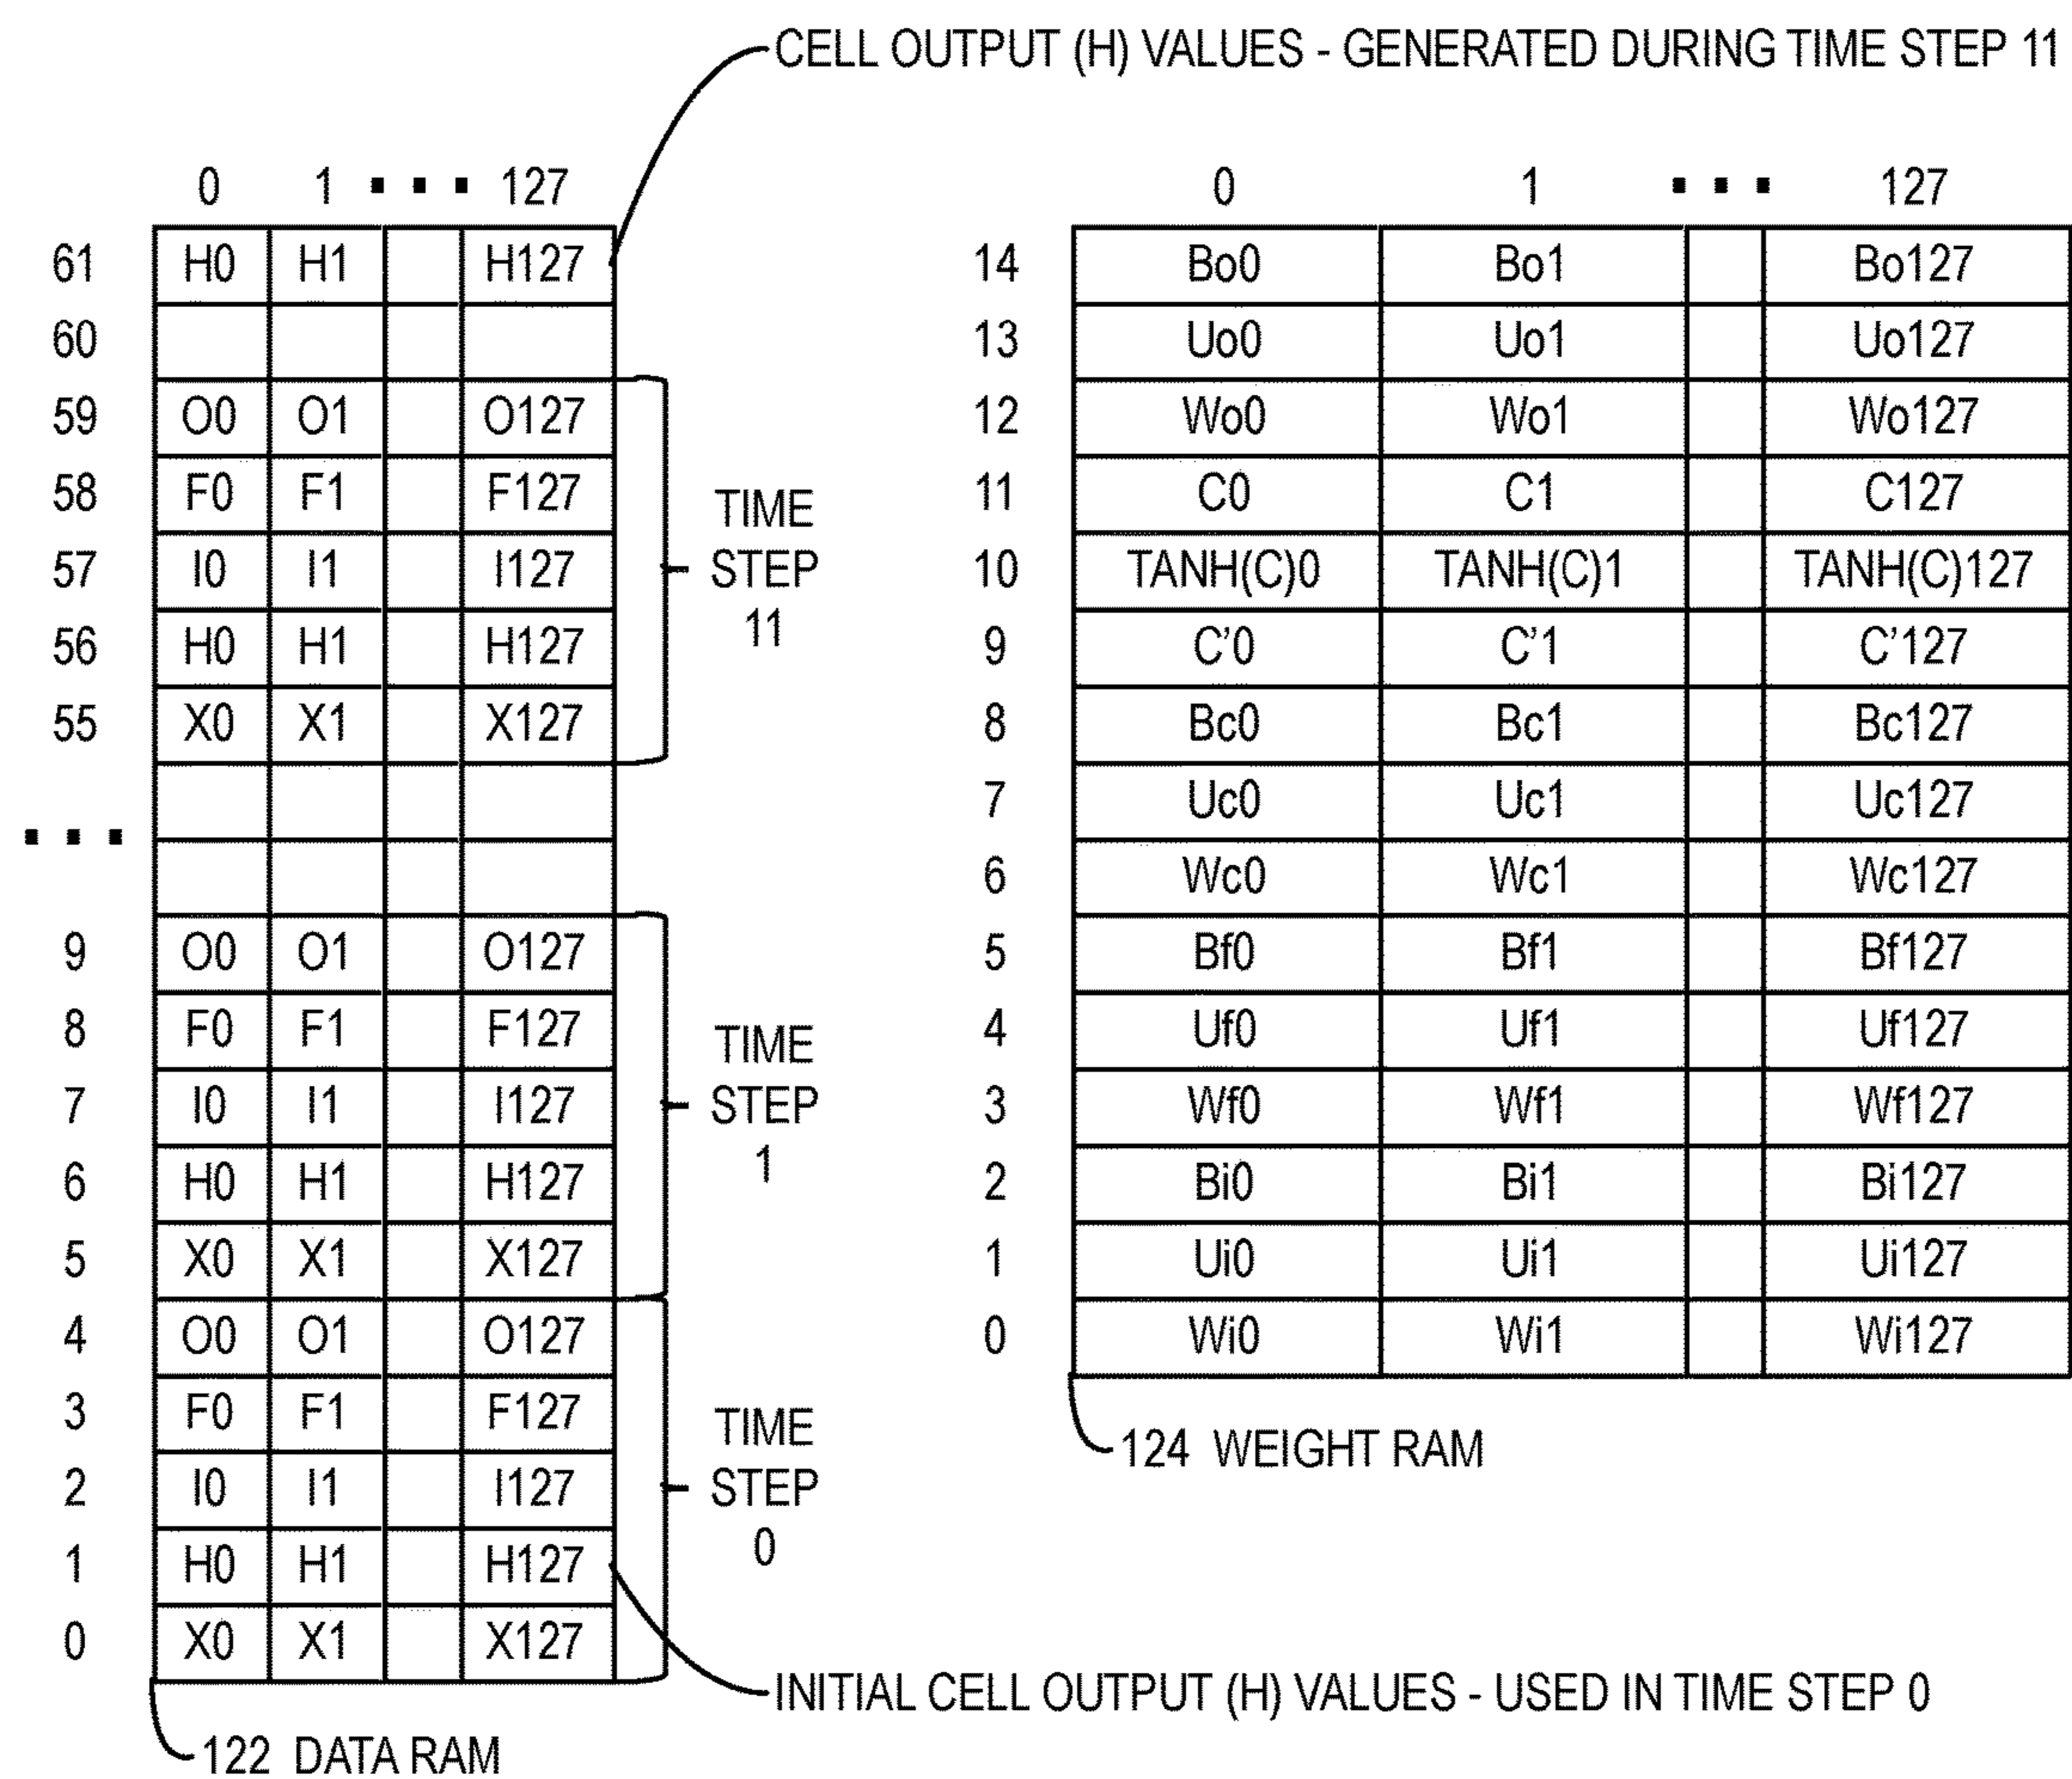 CELL OUTPUT (H) VALUES - GENERATED DURING TIME STEP 11
0 1 ▪ ▪ ▪ 127
61 H0 H1 H127
60
59 O0 O1 O127
58 F0 F1 F127
57 I0 I1 I127
56 H0 H1 H127
55 X0 X1 X127
TIME
STEP
11
▪ ▪ ▪
9 O0 O1 O127
8 F0 F1 F127
7 I0 I1 I127
6 H0 H1 H127
5 X0 X1 X127
TIME
STEP
1
4 O0 O1 O127
3 F0 F1 F127
2 I0 I1 I127
1 H0 H1 H127
0 X0 X1 X127
TIME
STEP
0
INITIAL CELL OUTPUT (H) VALUES - USED IN TIME STEP 0
122 DATA RAM
0 1 ▪ ▪ ▪ 127
14 Bo0 Bo1 Bo127
13 Uo0 Uo1 Uo127
12 Wo0 Wo1 Wo127
11 C0 C1 C127
10 TANH(C)0 TANH(C)1 TANH(C)127
9 C’0 C’1 C’127
8 Bc0 Bc1 Bc127
7 Uc0 Uc1 Uc127
6 Wc0 Wc1 Wc127
5 Bf0 Bf1 Bf127
4 Uf0 Uf1 Uf127
3 Wf0 Wf1 Wf127
2 Bi0 Bi1 Bi127
1 Ui0 Ui1 Ui127
0 Wi0 Wi1 Wi127
124 WEIGHT RAM